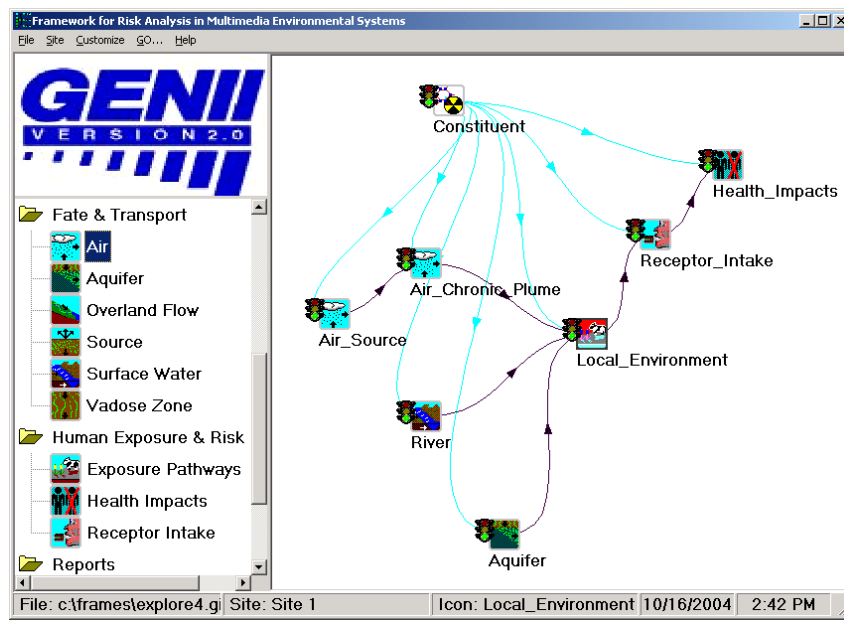 Framework for Risk Analysis in Multimedia Environmental Systems
File Site Customize GO... Help
GENII
VERSION 2.0
Fate & Transport
Air
Aquifer
Overland Flow
Source
Surface Water
Vadose Zone
Human Exposure & Risk
Exposure Pathways
Health Impacts
Receptor Intake
Reports
Constituent
Health_Impacts
Receptor_Intake
Air_Chronic_Plume
Air_Source
Local_Environment
River
Aquifer
File: c:\frames\explore4.gi Site: Site 1 Icon: Local_Environment 10/16/2004 2:42 PM